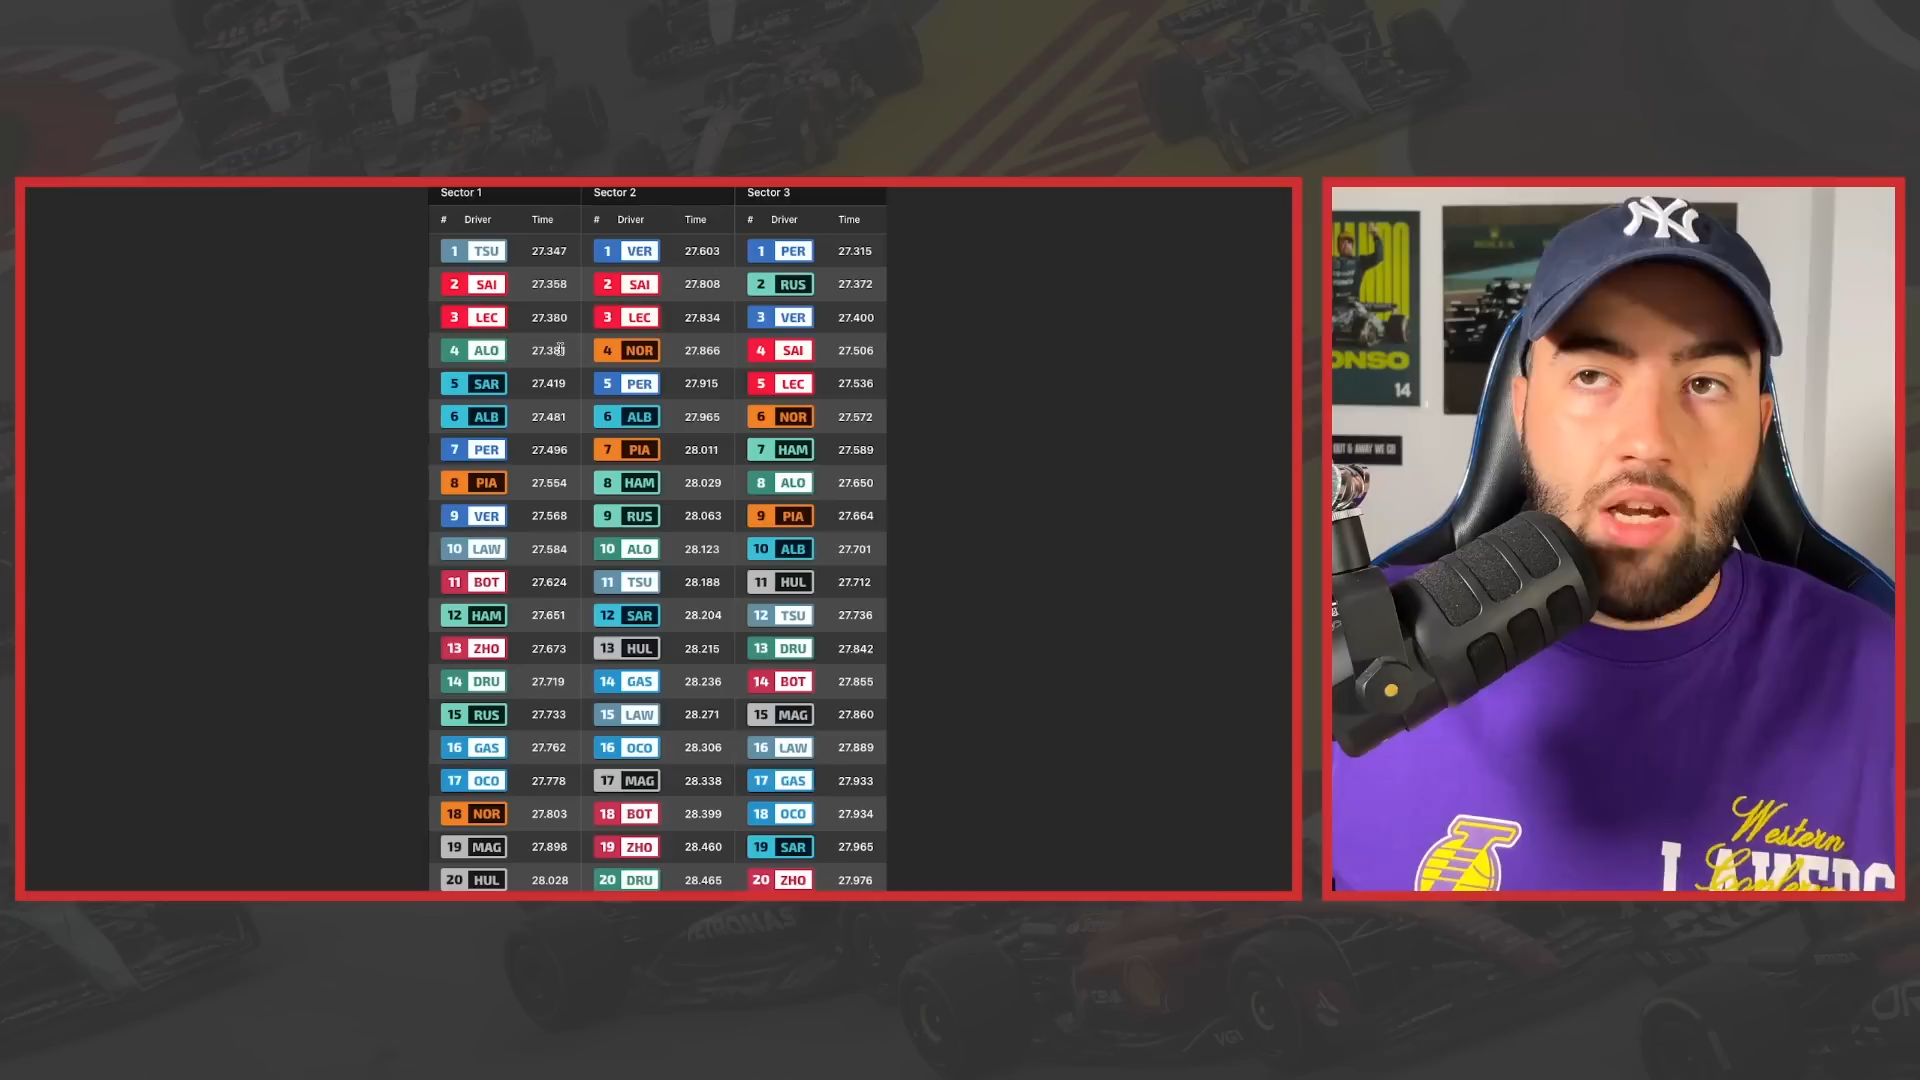 Sector 1 Sector 2 Sector 3
# Driver Time # Driver Time # Driver Time
1 TSU 27.347 1 VER 27.603 1 PER 27.315
2 SAI 27.358 2 SAI 27.808 2 RUS 27.372
3 LEC 27.380 3 LEC 27.834 3 VER 27.400
4 ALO 4 NOR 27.866 4 SAI 27.506
5 SAR 27.419 5 PER 27.915 5 LEC 27.536
6 ALB 27.481 6 ALB 27.965 6 NOR 27.572
7 PER 27.496 7 PIA 28.011 7 HAM 27.589
8 PIA 27.554 8 HAM 28.029 8 ALO 27.650
9 VER 27.568 9 RUS 28.063 9 PIA 27.664
10 LAW 27.584 10 ALO 28.123 10 ALB 27.701
11 BOT 27.624 11 TSU 28.188 11 HUL 27.712
12 HAM 27.651 12 SAR 28.204 12 TSU 27.736
13 ZHO 27.673 13 HUL 28.215 13 DRU 27.842
14 DRU 27.719 14 GAS 28.236 14 BOT 27.855
15 RUS 27.733 15 LAW 28.271 15 MAG 27.860
16 GAS 27.762 16 OCO 28.306 16 LAW 27.889
17 OCO 27.778 17 MAG 28.338 17 GAS 27.933
18 NOR 27.803 18 BOT 28.399 18 OCO 27.934
19 MAG 27.898 19 ZHO 28.460 19 SAR 27.965
20 HUL 28.028 20 DRU 28.465 20 ZHO 27.976
NY
ROLEX
14
OUT & AWAY WE GO
Western
LAKERS
PETRONAS